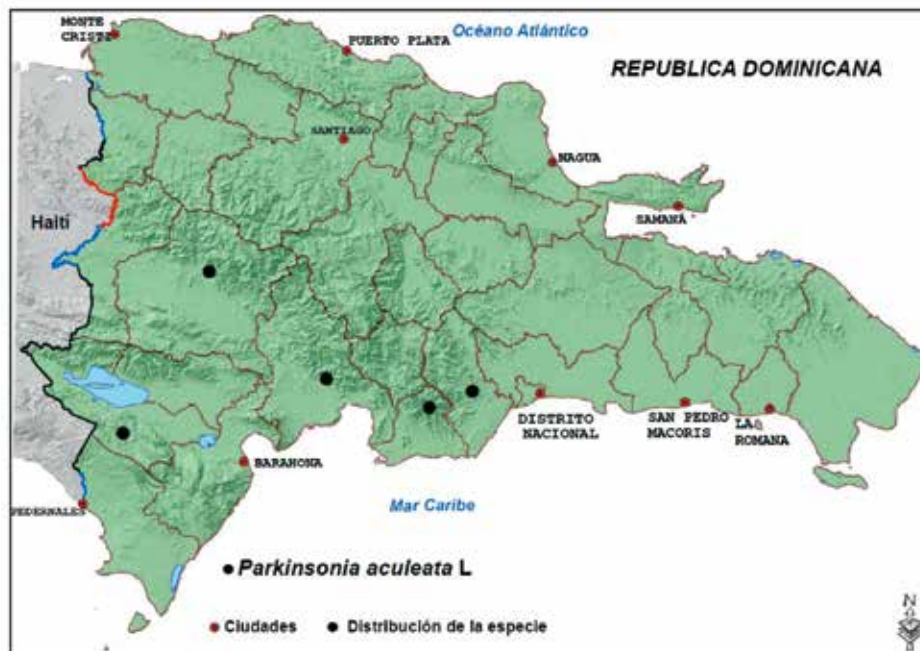 MONTE
CRISTI
PUERTO PLATA
Océano Atlántico
REPUBLICA DOMINICANA
SANTIAGO
NAGUA
SAMANÁ
Haití
DISTRITO
NACIONAL
SAN PEDRO
MACORIS
LA
ROMANA
BARAHONA
PEDERNALES
Mar Caribe
Parkinsonia aculeata L
Ciudades
Distribución de la especie
N